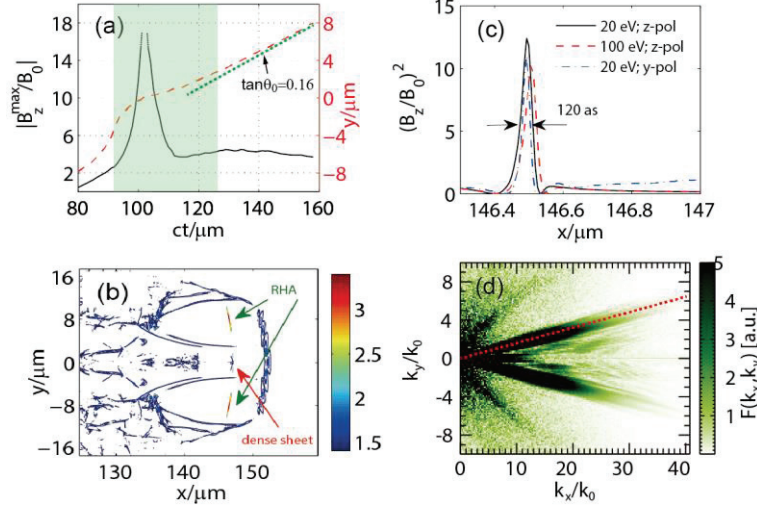 (a)
|B_z^max/B_0|
18
14
10
6
2
80
100
120
140
160
ct/μm
8
4
0
-4
-8
y/μm
tanθ_0=0.16
(c)
(B_z/B_0)^2
15
10
5
0
20 eV; z-pol
100 eV; z-pol
20 eV; y-pol
120 as
146.4
146.6
146.8
147
x/μm
(b)
y/μm
16
8
0
-8
-16
RHA
dense sheet
130
140
150
x/μm
3
2.5
2
1.5
(d)
k_y/k_0
8
4
0
-4
-8
0
10
20
30
40
k_x/k_0
5
4
3
2
1
F(k_x,k_y) [a.u.]